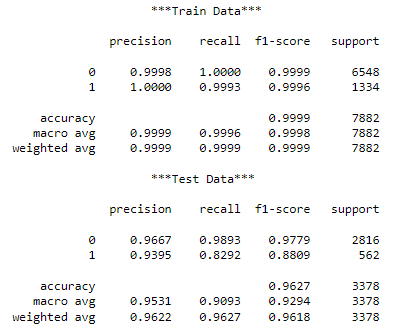 ***Train Data***
precision recall f1-score support
0 0.9998 1.0000 0.9999 6548
1 1.0000 0.9993 0.9996 1334
accuracy 0.9999 7882
macro avg 0.9999 0.9996 0.9998 7882
weighted avg 0.9999 0.9999 0.9999 7882
***Test Data***
precision recall f1-score support
0 0.9667 0.9893 0.9779 2816
1 0.9395 0.8292 0.8809 562
accuracy 0.9627 3378
macro avg 0.9531 0.9093 0.9294 3378
weighted avg 0.9622 0.9627 0.9618 3378